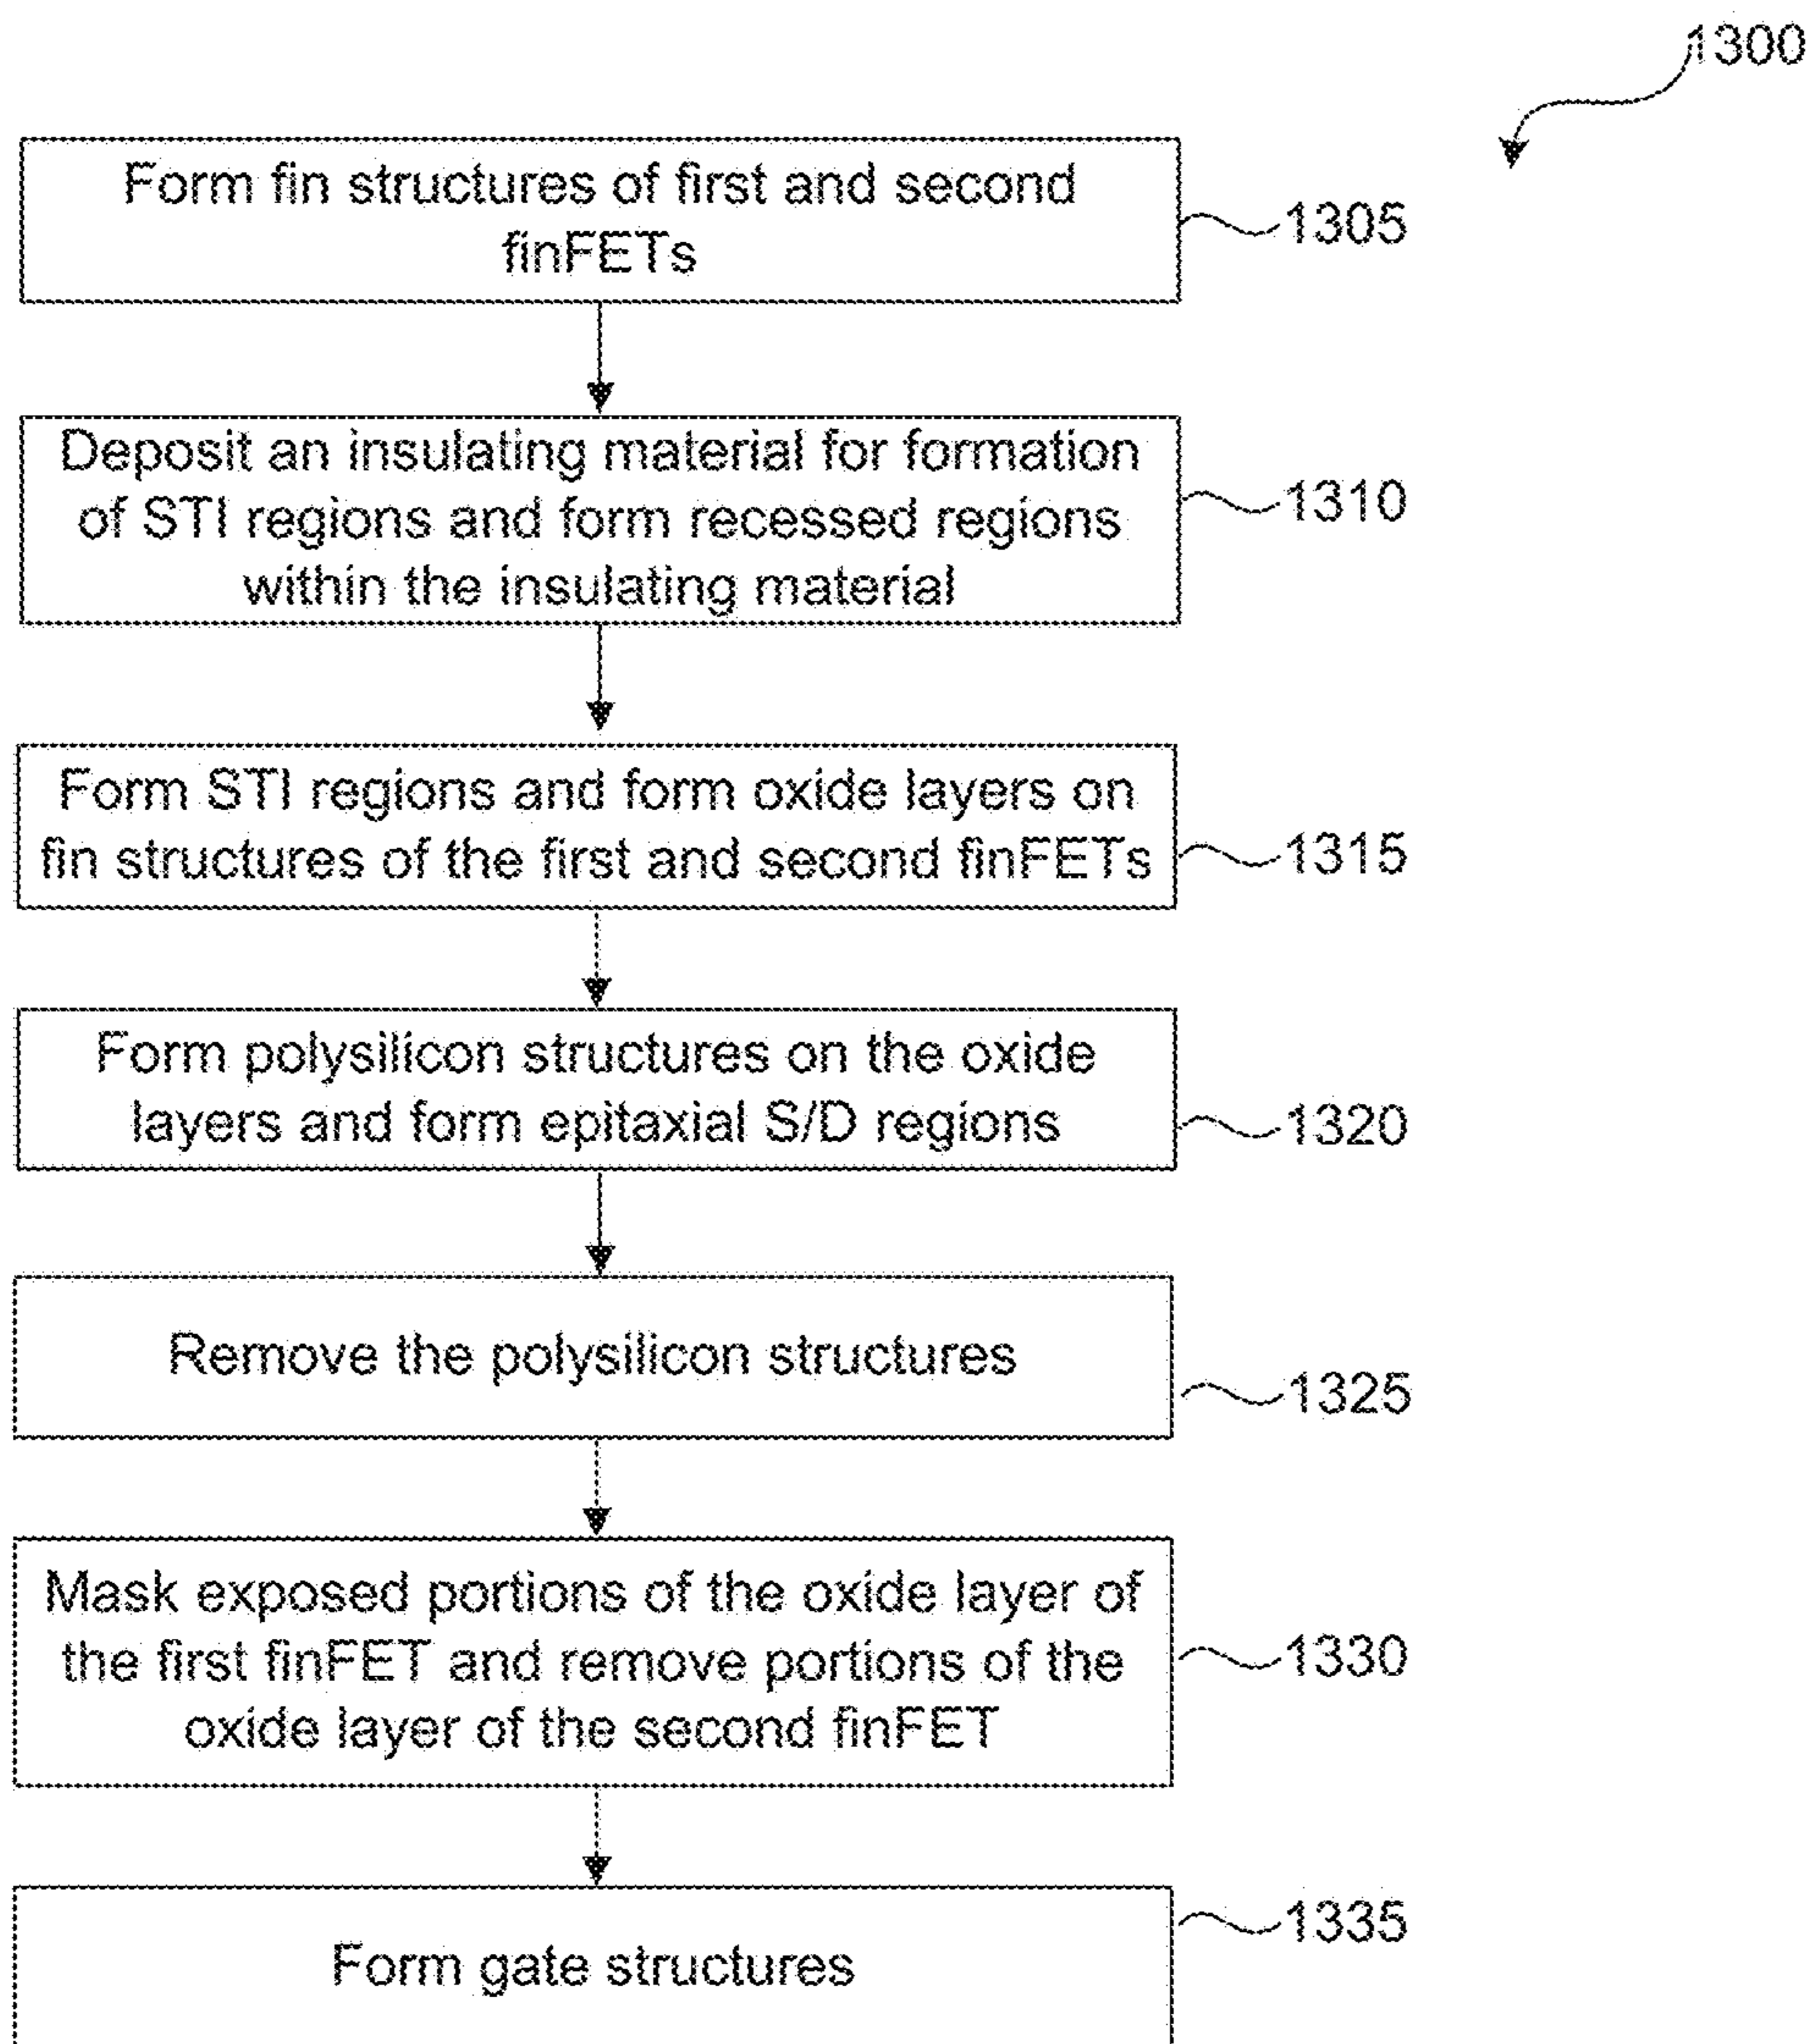 1300
Form fin structures of first and second
finFETs
1305
Deposit an insulating material for formation
of STI regions and form recessed regions
within the insulating material
1310
Form STI regions and form oxide layers on
fin structures of the first and second finFETs
1315
Form polysilicon structures on the oxide
layers and form epitaxial S/D regions
1320
Remove the polysilicon structures
1325
Mask exposed portions of the oxide layer of
the first finFET and remove portions of the
oxide layer of the second finFET
1330
Form gate structures
1335